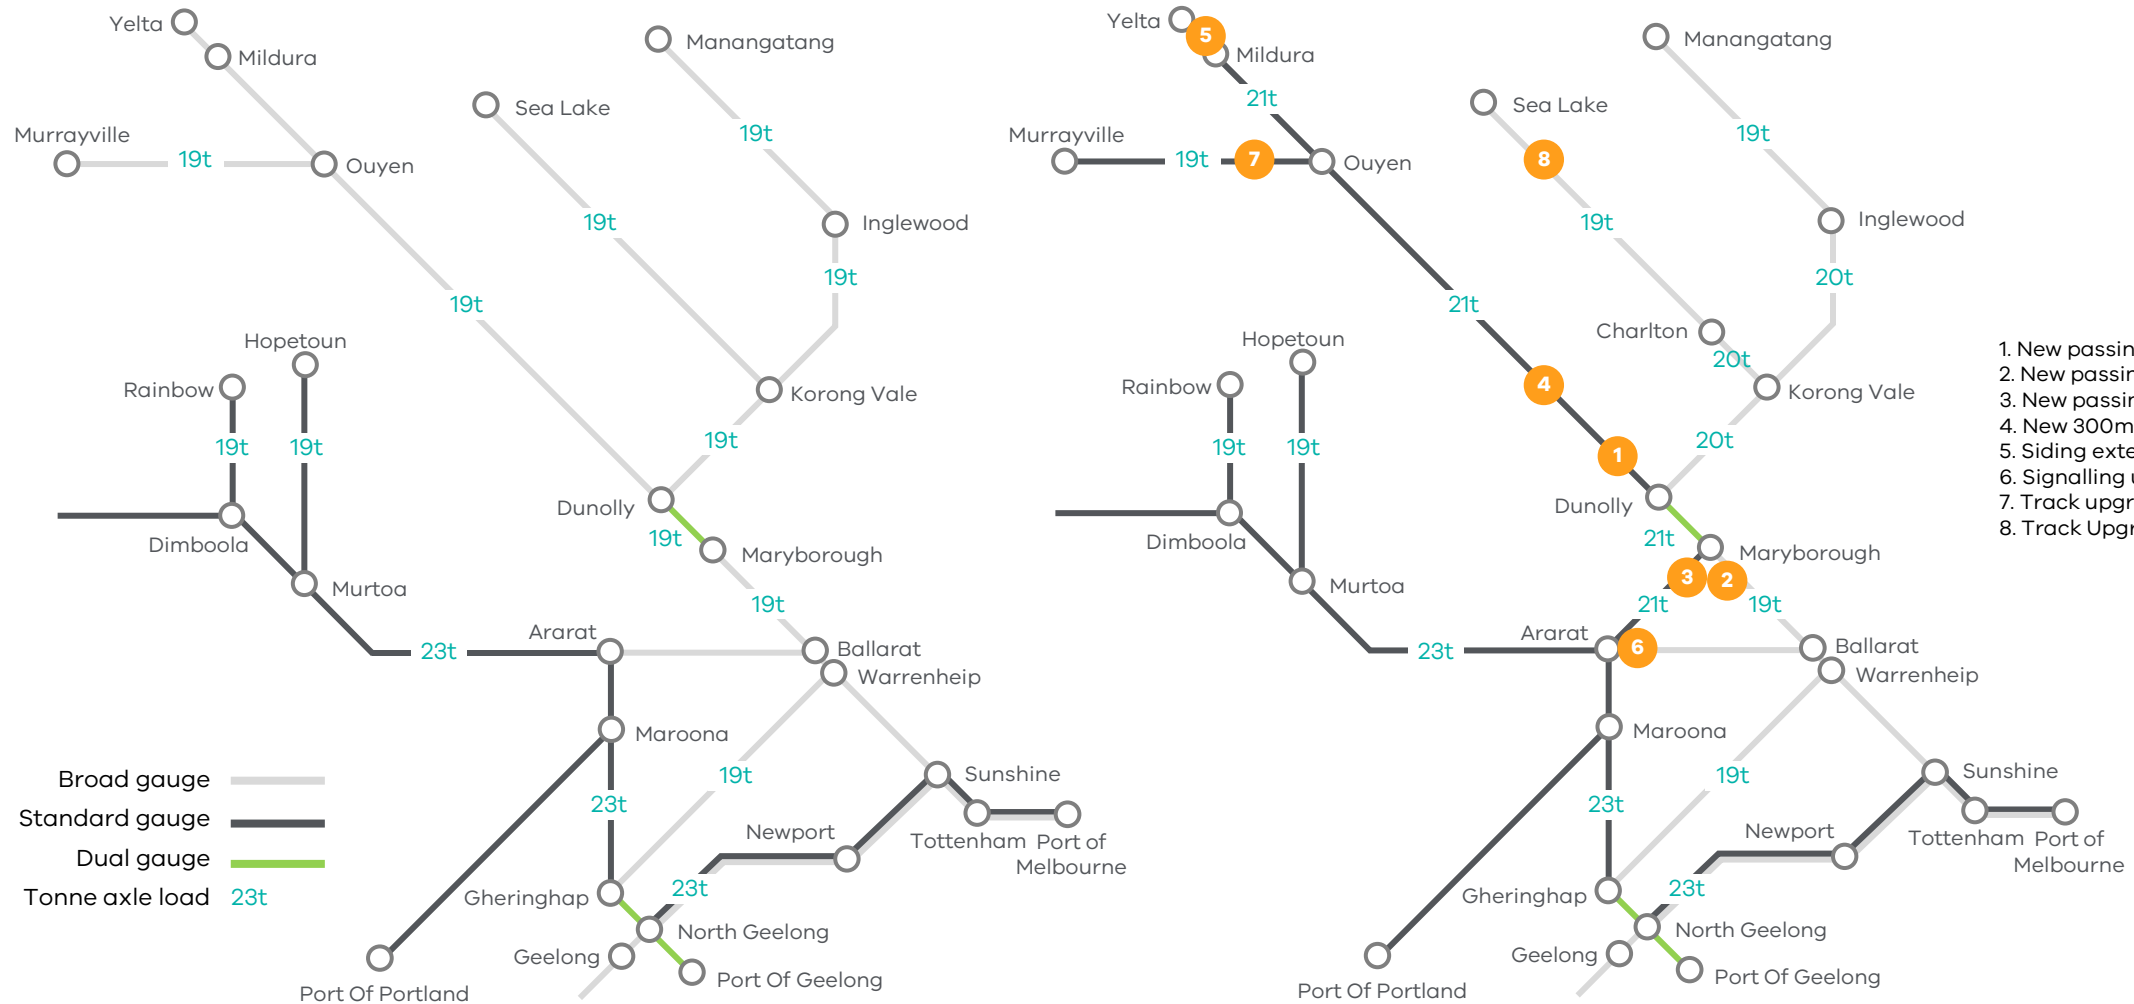 Yelta
Mildura
Manangatang
Sea Lake
Murrayville
19t
Ouyen
19t
19t
Inglewood
19t
19t
Hopetoun
Rainbow
Korong Vale
19t
19t
19t
Dunolly
19t
Dimboola
Maryborough
Murtoa
19t
Ararat
23t
Ballarat
Warrenheip
Maroona
19t
Sunshine
23t
Newport
Tottenham
Port of
Melbourne
23t
Gheringhap
North Geelong
Geelong
Port Of Geelong
Port Of Portland
Broad gauge
Standard gauge
Dual gauge
Tonne axle load 23t
Yelta
5
Mildura
21t
Manangatang
Sea Lake
Murrayville
19t
7
Ouyen
8
19t
19t
Inglewood
21t
20t
Charlton
20t
Hopetoun
Rainbow
4
Korong Vale
19t
19t
1
20t
Dunolly
21t
Dimboola
Maryborough
3
2
Murtoa
21t
19t
Ararat
6
23t
Ballarat
Warrenheip
Maroona
19t
Sunshine
23t
Newport
Tottenham
Port of
Melbourne
23t
Gheringhap
North Geelong
Geelong
Port Of Geelong
Port Of Portland
1. New passin
2. New passin
3. New passin
4. New 300m
5. Siding exte
6. Signalling u
7. Track upgr
8. Track Upgr